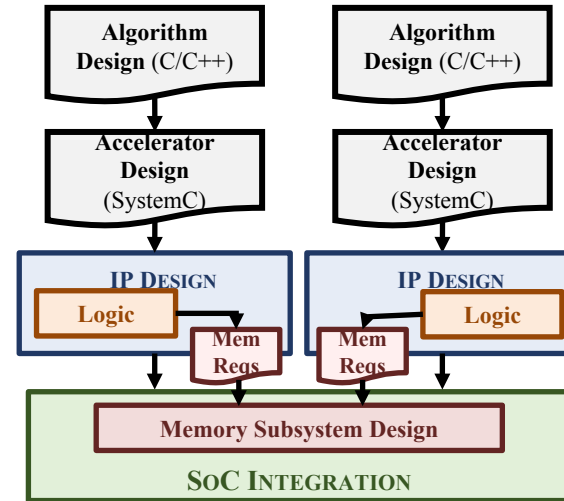 Algorithm
Design (C/C++)
Algorithm
Design (C/C++)
Accelerator
Design
(SystemC)
Accelerator
Design
(SystemC)
IP DESIGN
Logic
Mem
Reqs
IP DESIGN
Logic
Mem
Reqs
Memory Subsystem Design
SOC INTEGRATION